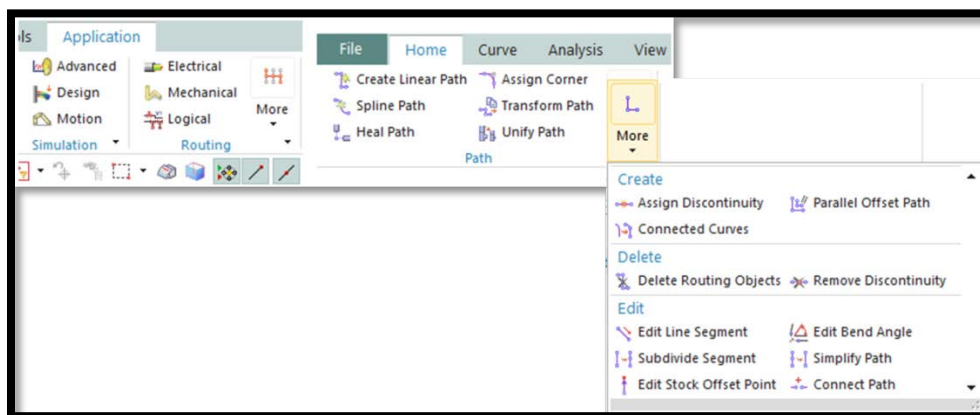 ls Application
Advanced Electrical
Design Mechanical
Motion Logical
More
Simulation Routing
File Home Curve Analysis View
Create Linear Path Assign Corner
Spline Path Transform Path
Heal Path Unify Path
Path
More
Create
Assign Discontinuity Parallel Offset Path
Connected Curves
Delete
Delete Routing Objects Remove Discontinuity
Edit
Edit Line Segment Edit Bend Angle
Subdivide Segment Simplify Path
Edit Stock Offset Point Connect Path